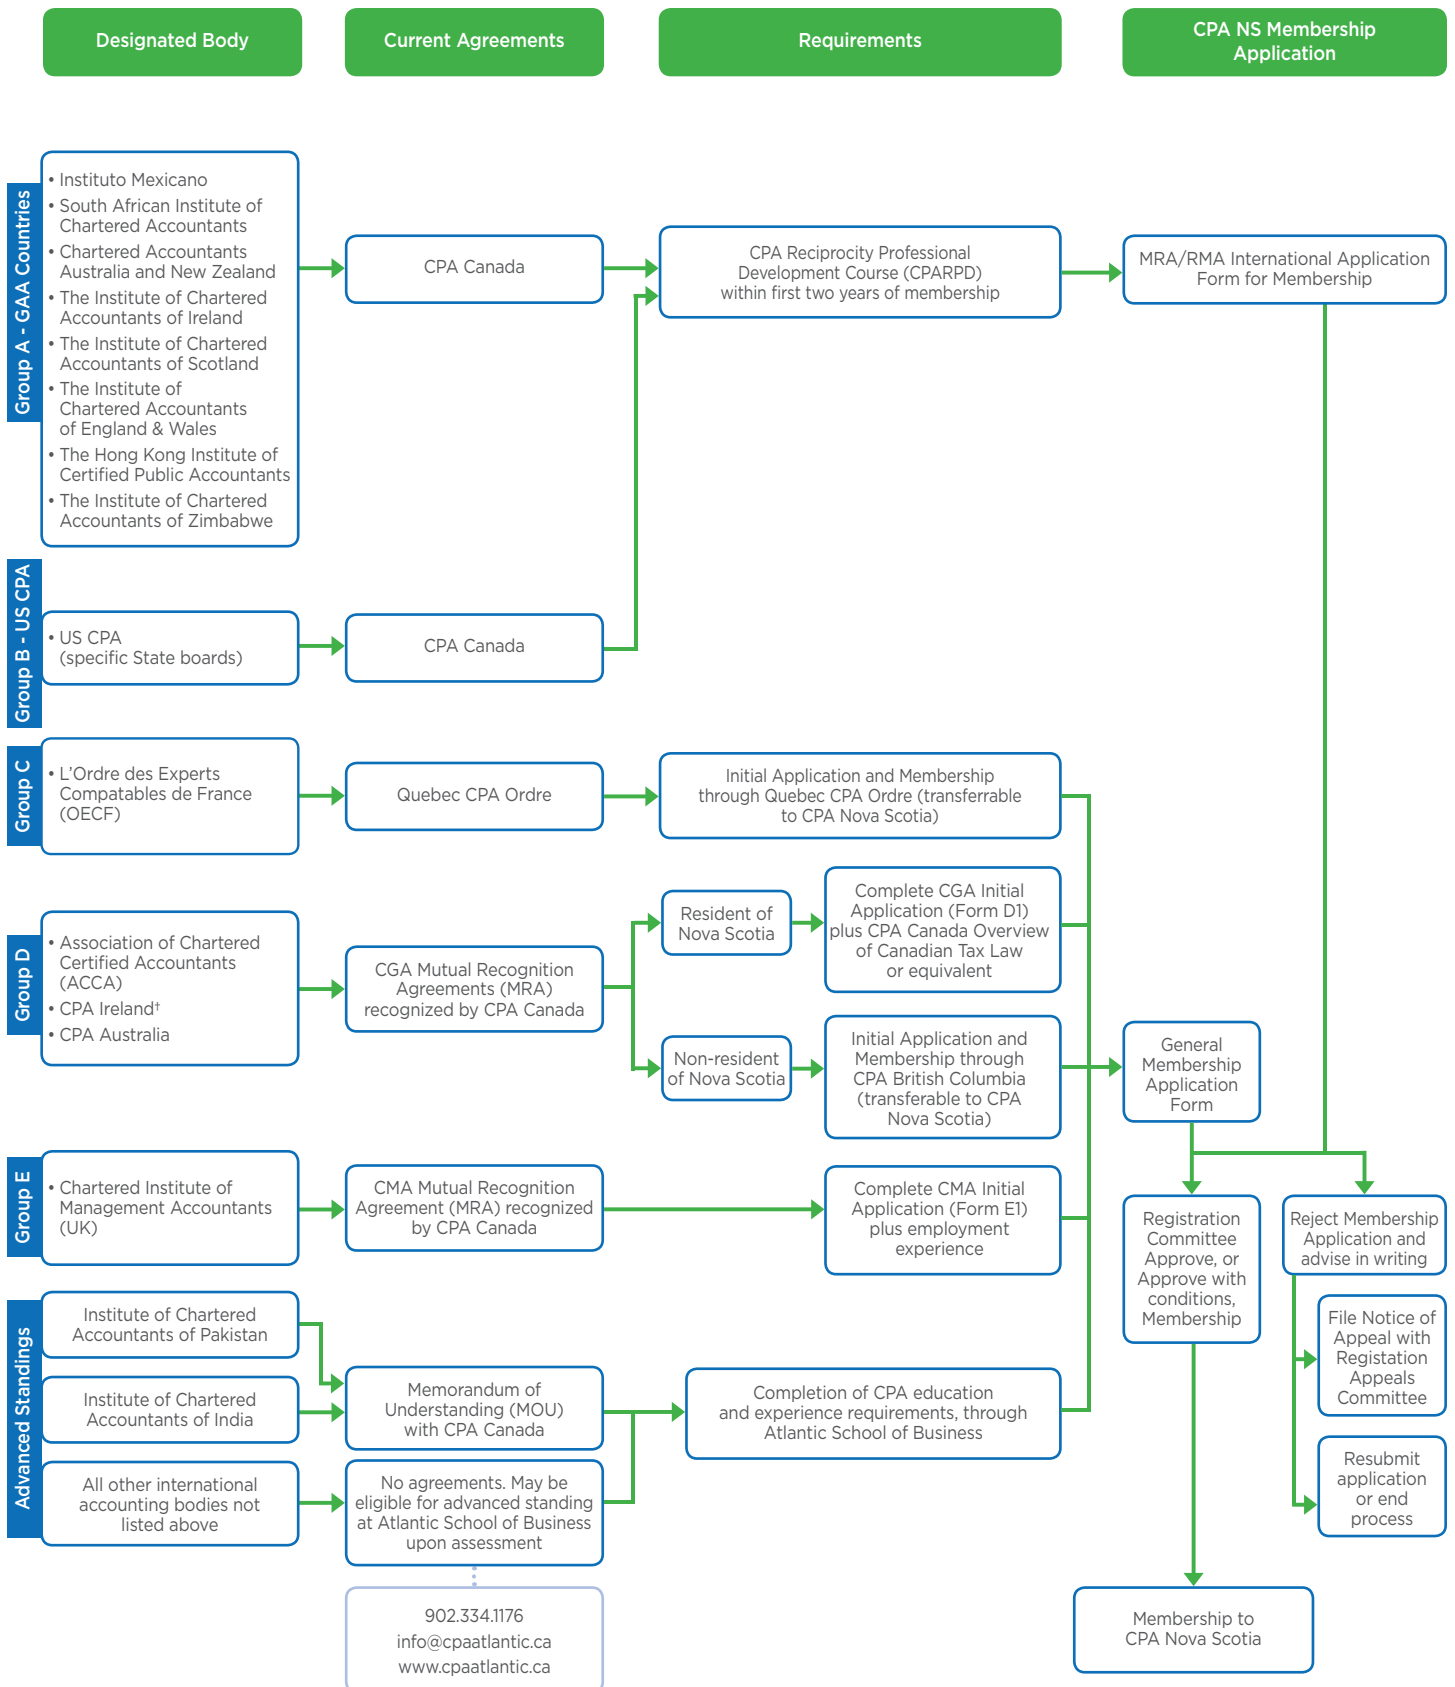 Designated Body
Current Agreements
Requirements
CPA NS Membership
Application
Group A - GAA Countries
• Instituto Mexicano
• South African Institute of
Chartered Accountants
• Chartered Accountants
Australia and New Zealand
• The Institute of Chartered
Accountants of Ireland
• The Institute of Chartered
Accountants of Scotland
• The Institute of
Chartered Accountants
of England & Wales
• The Hong Kong Institute of
Certified Public Accountants
• The Institute of Chartered
Accountants of Zimbabwe
CPA Canada
CPA Reciprocity Professional
Development Course (CPARPD)
within first two years of membership
MRA/RMA International Application
Form for Membership
Group B - US CPA
• US CPA
(specific State boards)
CPA Canada
Group C
• L'Ordre des Experts
Compatables de France
(OECF)
Quebec CPA Ordre
Initial Application and Membership
through Quebec CPA Ordre (transferrable
to CPA Nova Scotia)
Group D
• Association of Chartered
Certified Accountants
(ACCA)
• CPA Ireland†
• CPA Australia
CGA Mutual Recognition
Agreements (MRA)
recognized by CPA Canada
Resident of
Nova Scotia
Complete CGA Initial
Application (Form D1)
plus CPA Canada Overview
of Canadian Tax Law
or equivalent
Non-resident
of Nova Scotia
Initial Application and
Membership through
CPA British Columbia
(transferable to CPA
Nova Scotia)
General
Membership
Application
Form
Group E
• Chartered Institute of
Management Accountants
(UK)
CMA Mutual Recognition
Agreement (MRA) recognized
by CPA Canada
Complete CMA Initial
Application (Form E1)
plus employment
experience
Registration
Committee
Approve, or
Approve with
conditions,
Membership
Reject Membership
Application and
advise in writing
File Notice of
Appeal with
Registation
Appeals
Committee
Resubmit
application
or end
process
Advanced Standings
Institute of Chartered
Accountants of Pakistan
Institute of Chartered
Accountants of India
All other international
accounting bodies not
listed above
Memorandum of
Understanding (MOU)
with CPA Canada
No agreements. May be
eligible for advanced standing
at Atlantic School of Business
upon assessment
Completion of CPA education
and experience requirements, through
Atlantic School of Business
902.334.1176
info@cpaatlantic.ca
www.cpaatlantic.ca
Membership to
CPA Nova Scotia